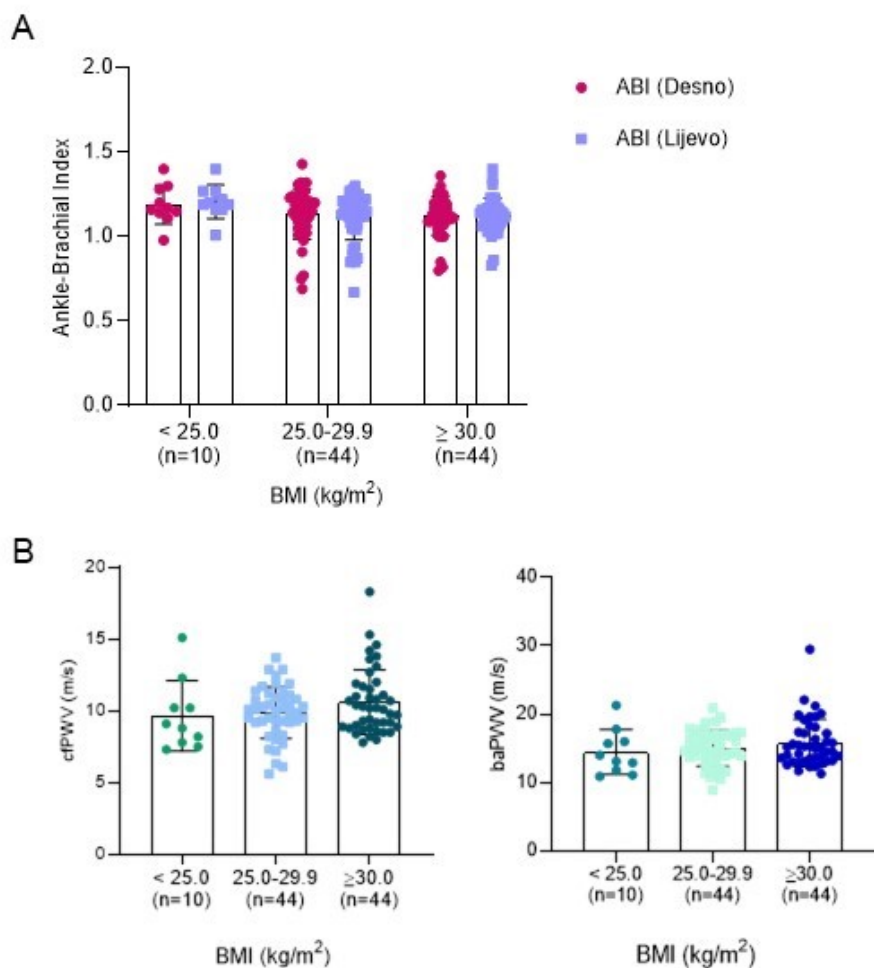 A
2.0
1.5
1.0
0.5
0.0
Ankle-Brachial Index
ABI (Desno)
ABI (Lijevo)
< 25.0 25.0-29.9 ≥ 30.0
(n=10) (n=44) (n=44)
BMI (kg/m²)
B
20
15
10
5
0
cfPWV (m/s)
< 25.0 25.0-29.9 ≥30.0
(n=10) (n=44) (n=44)
BMI (kg/m²)
40
30
20
10
0
baPWV (m/s)
< 25.0 25.0-29.9 ≥30.0
(n=10) (n=44) (n=44)
BMI (kg/m²)